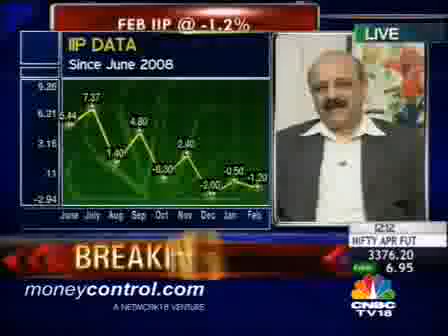 FEB IIP @ -1.2%
IIP DATA
Since June 2008
LIVE
9.26
6.21
3.16
.11
-2.94
5.44
7.37
1.40
4.80
-0.30
2.40
-2.00
-0.50
-1.20
June July Aug Sep Oct Nov Dec Jan Feb
12:12
NIFTY APR FUT
3376.20
6.95
BREAKIN
moneycontrol.com
A NETWORK18 VENTURE
CNBC
TV18